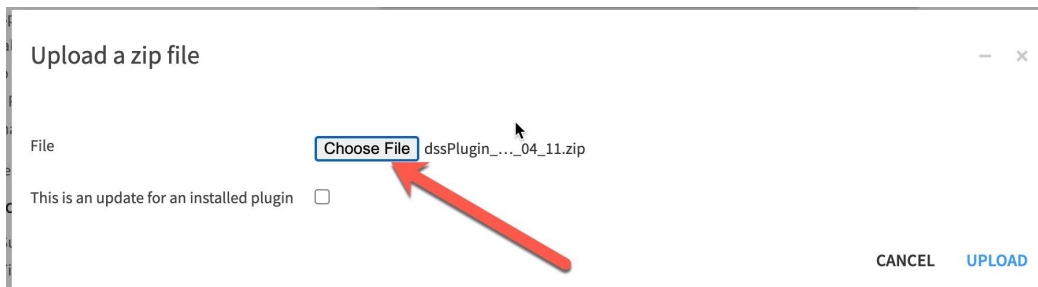 Upload a zip file
File Choose File dssPlugin_..._04_11.zip
This is an update for an installed plugin
CANCEL UPLOAD